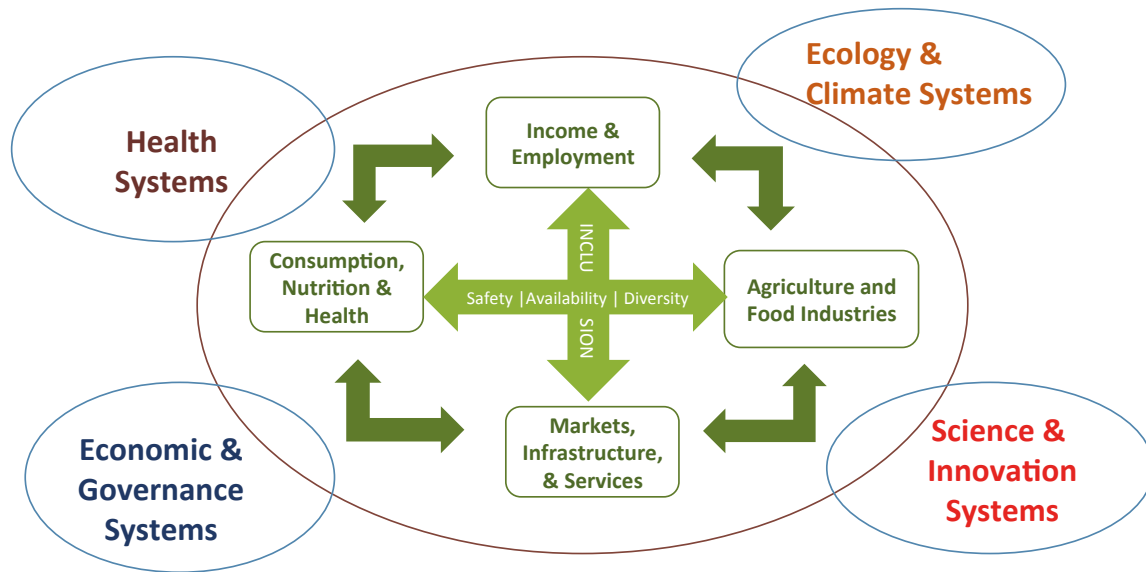 Ecology &
Climate Systems
Health
Systems
Income &
Employment
Consumption,
Nutrition &
Health
INCLU
Safety |Availability | Diversity
SION
Agriculture and
Food Industries
Markets,
Infrastructure,
& Services
Economic &
Governance
Systems
Science &
Innovation
Systems